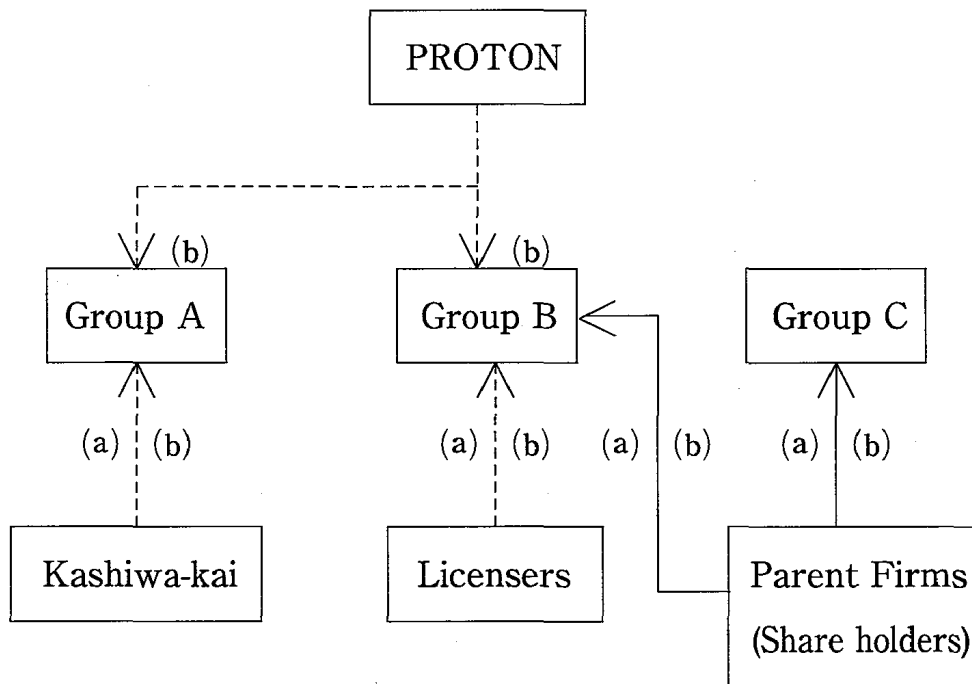 PROTON
(b) (b)
Group A Group B Group C
(a) (b) (a) (b) (a) (b) (a) (b)
Kashiwa-kai Licensers Parent Firms
(Share holders)